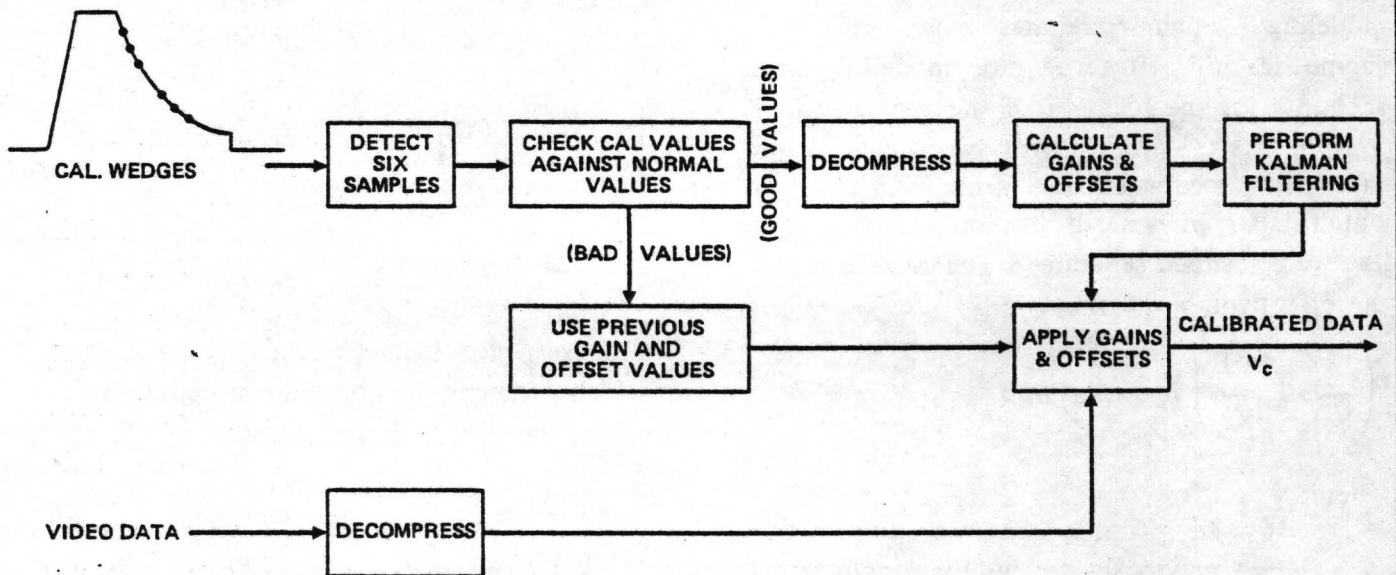 CAL. WEDGES
DETECT
SIX
SAMPLES
CHECK CAL VALUES
AGAINST NORMAL
VALUES
(GOOD VALUES)
DECOMPRESS
CALCULATE
GAINS &
OFFSETS
PERFORM
KALMAN
FILTERING
(BAD VALUES)
USE PREVIOUS
GAIN AND
OFFSET VALUES
APPLY GAINS
& OFFSETS
CALIBRATED DATA
Vc
VIDEO DATA
DECOMPRESS